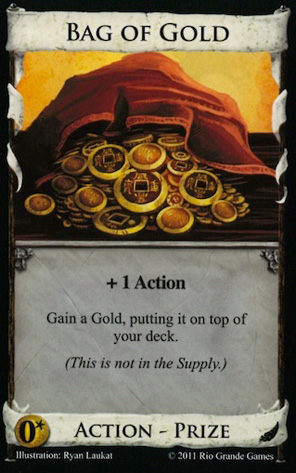 BAG OF GOLD
+ 1 Action
Gain a Gold, putting it on top of
your deck.
(This is not in the Supply.)
0* ACTION - PRIZE
Illustration: Ryan Laukat © 2011 Rio Grande Games